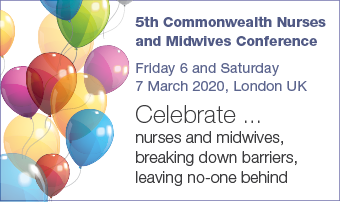 5th Commonwealth Nurses
and Midwives Conference
Friday 6 and Saturday
7 March 2020, London UK
Celebrate ...
nurses and midwives,
breaking down barriers,
leaving no-one behind